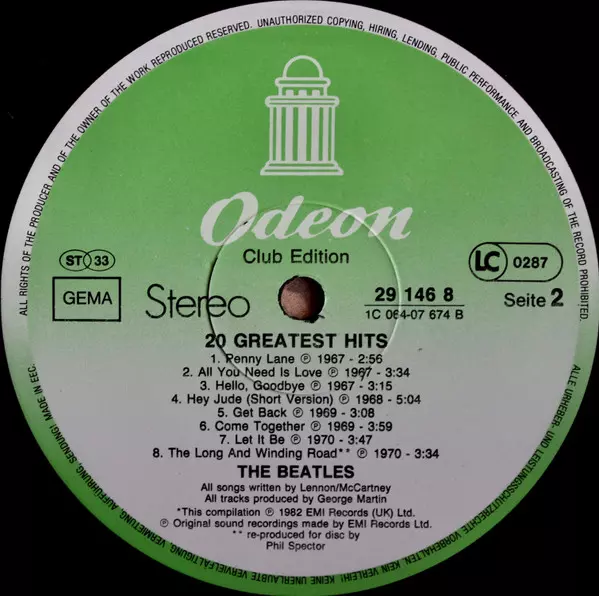 ALL RIGHTS OF THE PRODUCER AND OF THE OWNER OF THE WORK REPRODUCED RESERVED. UNAUTHORIZED COPYING, HIRING, LENDING, PUBLIC PERFORMANCE AND BROADCASTING OF THE RECORD PROHIBITED.
Odeon
Club Edition
ST 33
GEMA
Stereo
29 146 8
1C 064-07 674 B
LC 0287
Seite 2
20 GREATEST HITS
1. Penny Lane ℗ 1967 - 2:56
2. All You Need Is Love ℗ 1967 - 3:34
3. Hello, Goodbye ℗ 1967 - 3:15
4. Hey Jude (Short Version) ℗ 1968 - 5:04
5. Get Back ℗ 1969 - 3:08
6. Come Together ℗ 1969 - 3:59
7. Let It Be ℗ 1970 - 3:47
8. The Long And Winding Road** ℗ 1970 - 3:34
THE BEATLES
All songs written by Lennon/McCartney
All tracks produced by George Martin
*This compilation ℗ 1982 EMI Records (UK) Ltd.
℗ Original sound recordings made by EMI Records Ltd.
** re-produced for disc by
Phil Spector
ALLE URHEBER- UND LEISTUNGSSCHUTZRECHTE VORBEHALTEN. KEIN VERLEIH! KEINE UNERLAUBTE VERVIELFÄLTIGUNG, VERMIETUNG, AUFFÜHRUNG, SENDUNG! MADE IN EEC.